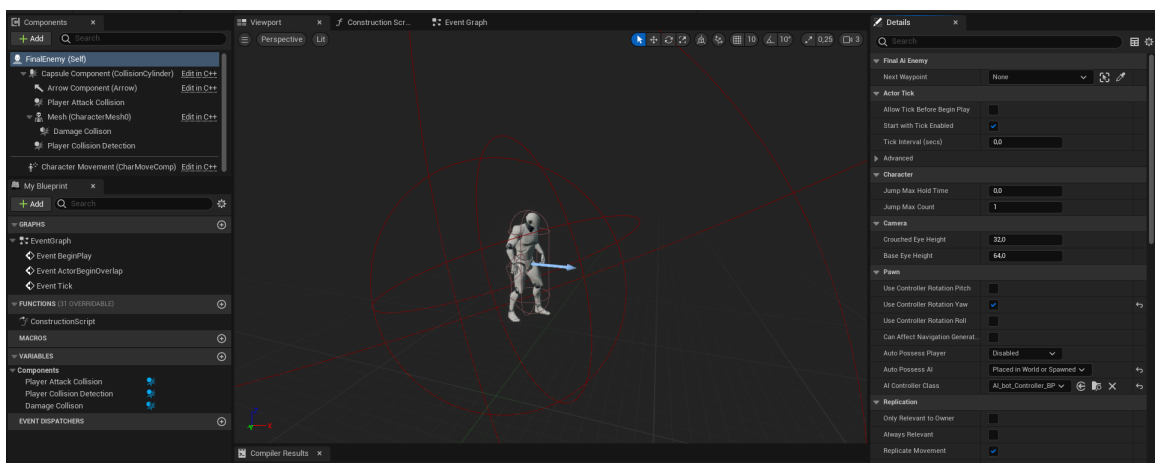 Components
Viewport
Construction Scr...
Event Graph
Details
+ Add
Search
Perspective
Lit
10
10°
0,25
3
Search
FinalEnemy (Self)
Capsule Component (CollisionCylinder) Edit in C++
Arrow Component (Arrow) Edit in C++
Player Attack Collision
Mesh (CharacterMesh0) Edit in C++
Damage Collison
Player Collision Detection
Character Movement (CharMoveComp) Edit in C++
My Blueprint
+ Add
Search
GRAPHS
EventGraph
Event BeginPlay
Event ActorBeginOverlap
Event Tick
FUNCTIONS (31 OVERRIDABLE)
ConstructionScript
MACROS
VARIABLES
Components
Player Attack Collision
Player Collision Detection
Damage Collison
EVENT DISPATCHERS
Z
Y
X
Compiler Results
Final Ai Enemy
Next Waypoint None
Actor Tick
Allow Tick Before Begin Play
Start with Tick Enabled
Tick Interval (secs) 0,0
Advanced
Character
Jump Max Hold Time 0,0
Jump Max Count 1
Camera
Crouched Eye Height 32,0
Base Eye Height 64,0
Pawn
Use Controller Rotation Pitch
Use Controller Rotation Yaw
Use Controller Rotation Roll
Can Affect Navigation Generat...
Auto Possess Player Disabled
Auto Possess AI Placed in World or Spawned
AI Controller Class AI_bot_Controller_BP
Replication
Only Relevant to Owner
Always Relevant
Replicate Movement